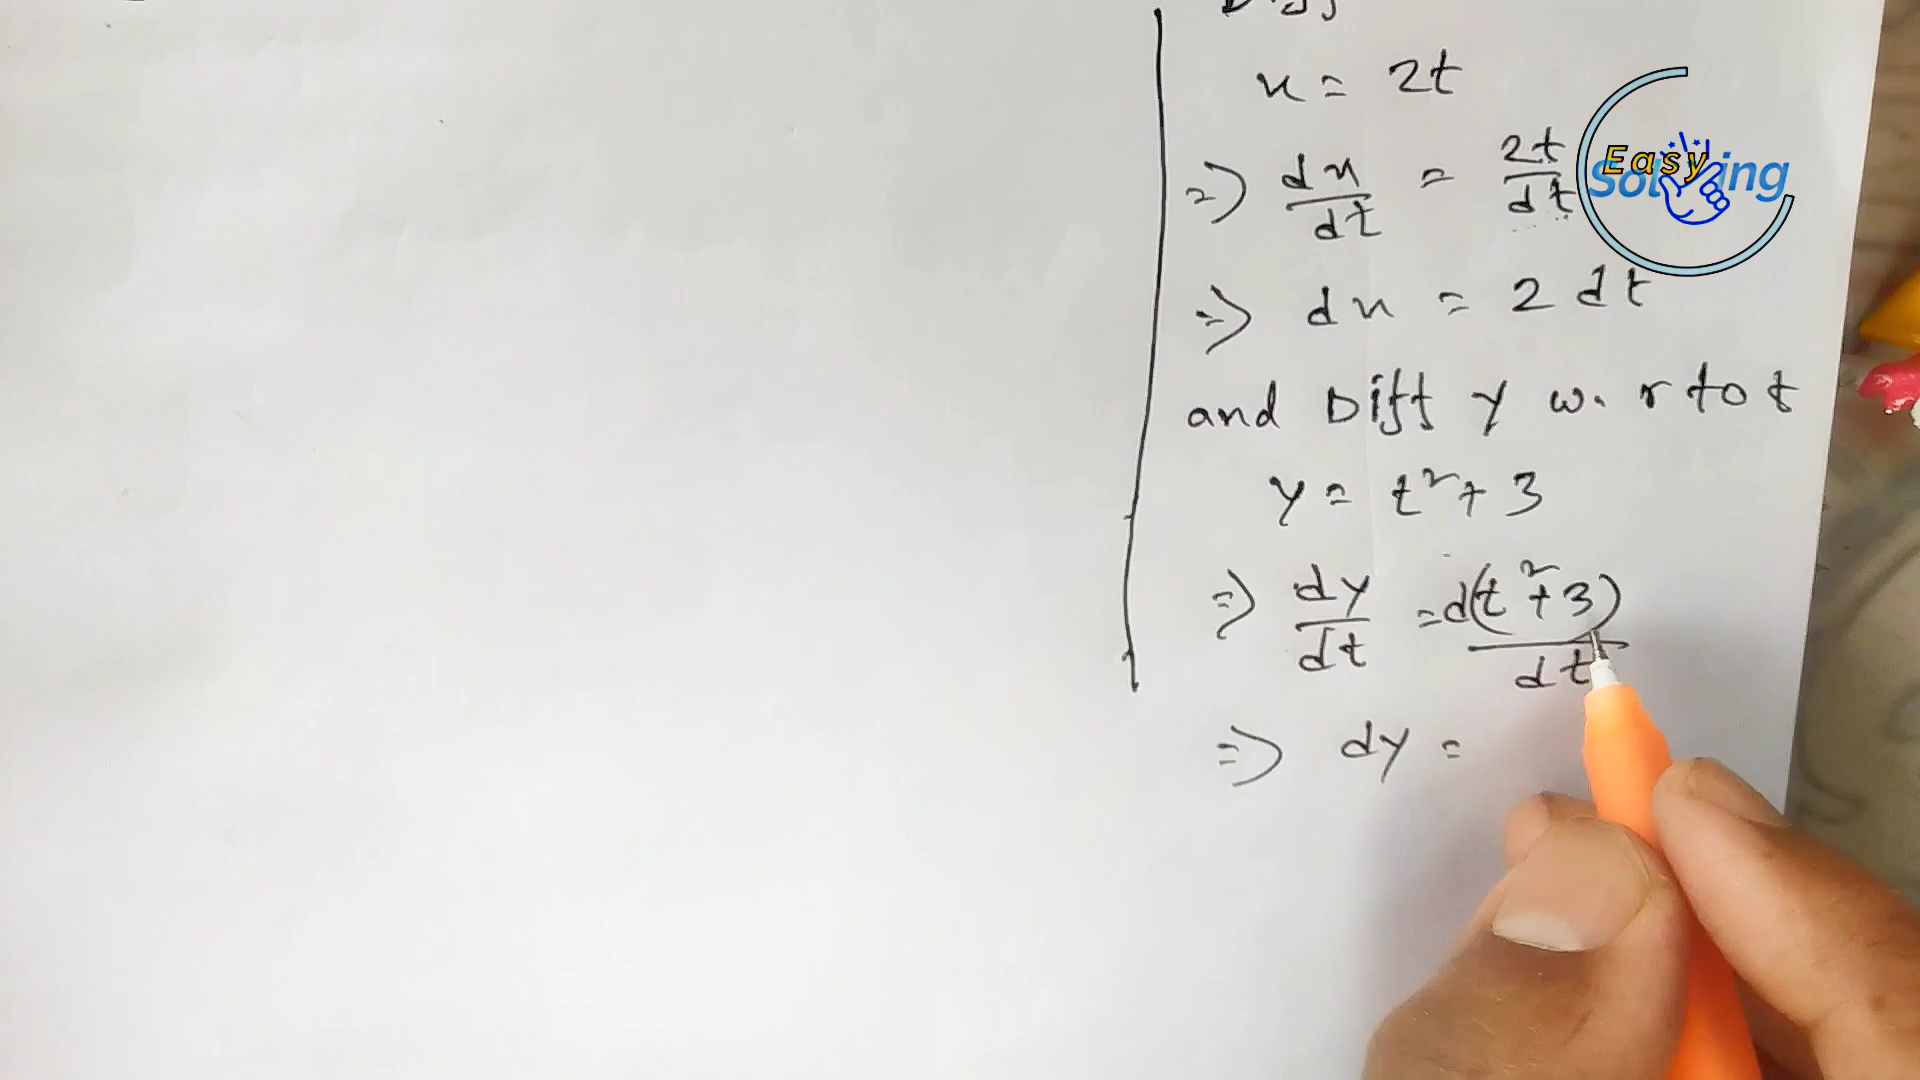 x = 2t
=> dx/dt = 2t/dt
=> dx = 2 dt
and Diff y w. r to t
y = t² + 3
=> dy/dt = d(t² + 3)/dt
=> dy =
Easy
Solving